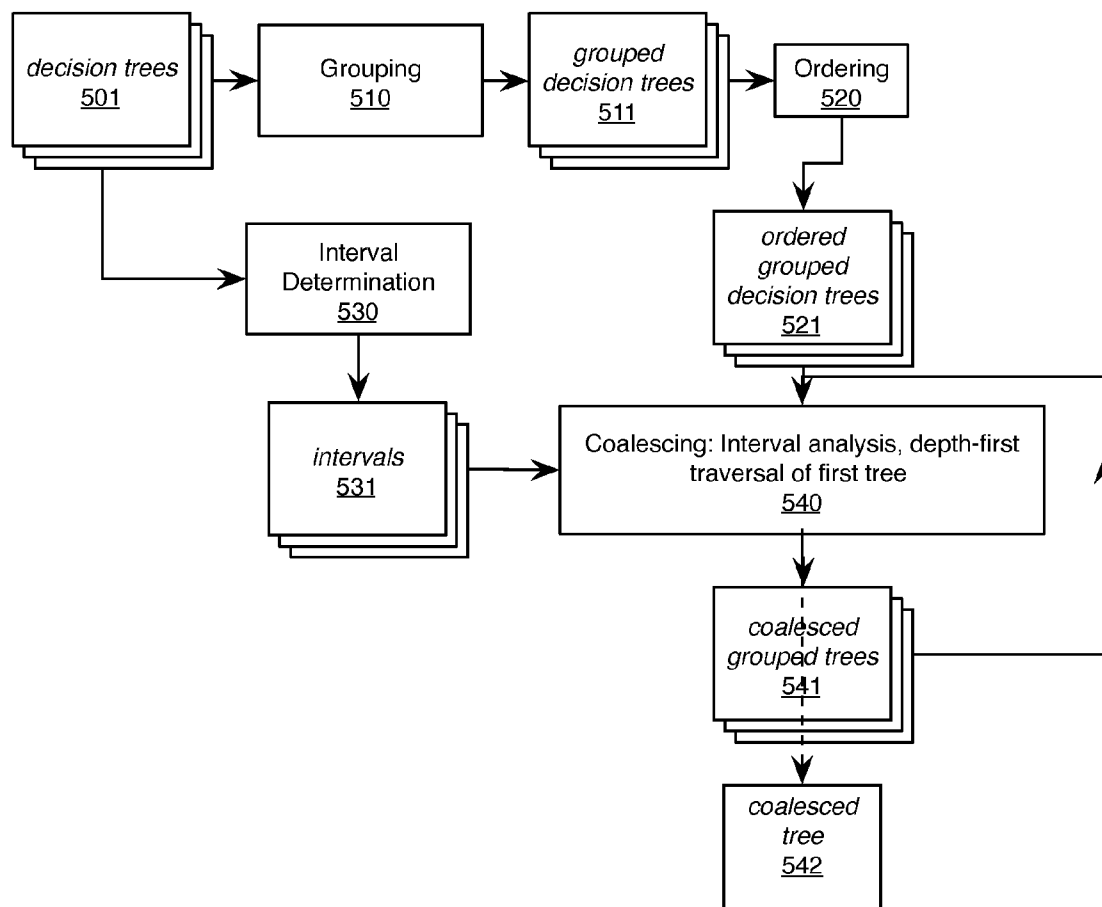 decision trees
501
Grouping
510
grouped
decision trees
511
Ordering
520
ordered
grouped
decision trees
521
Interval
Determination
530
intervals
531
Coalescing: Interval analysis, depth-first
traversal of first tree
540
coalesced
grouped trees
541
coalesced
tree
542